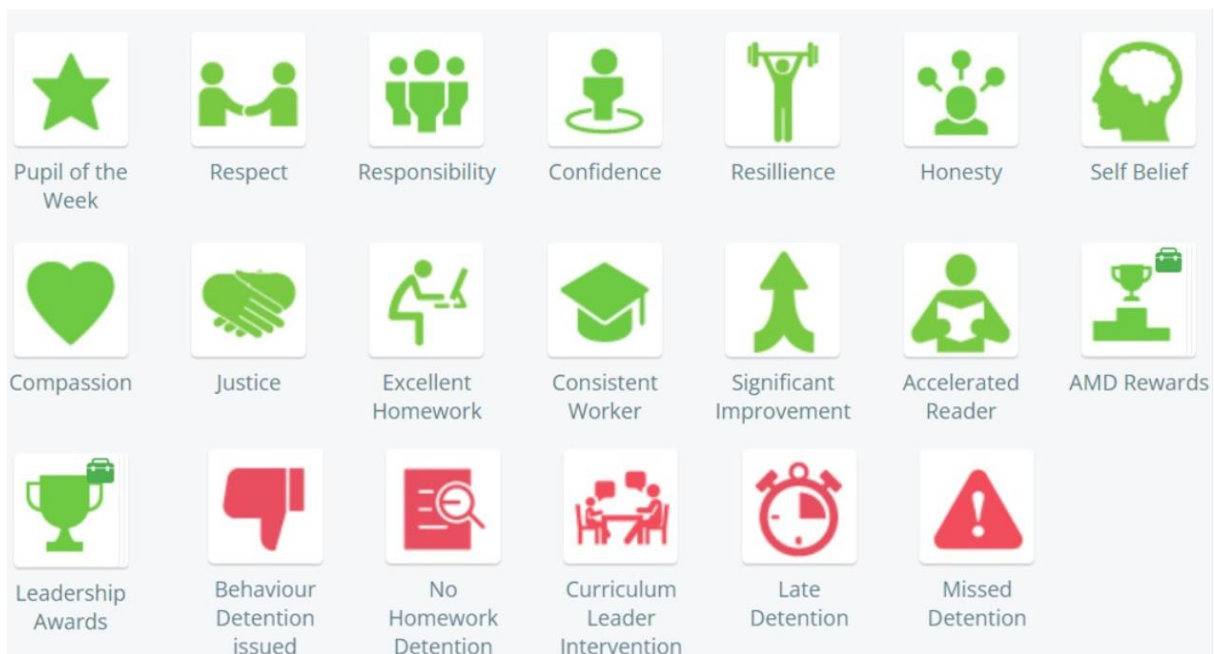 Pupil of the
Week
Respect
Responsibility
Confidence
Resillience
Honesty
Self Belief
Compassion
Justice
Excellent
Homework
Consistent
Worker
Significant
Improvement
Accelerated
Reader
AMD Rewards
Leadership
Awards
Behaviour
Detention
issued
No
Homework
Detention
Curriculum
Leader
Intervention
Late
Detention
Missed
Detention